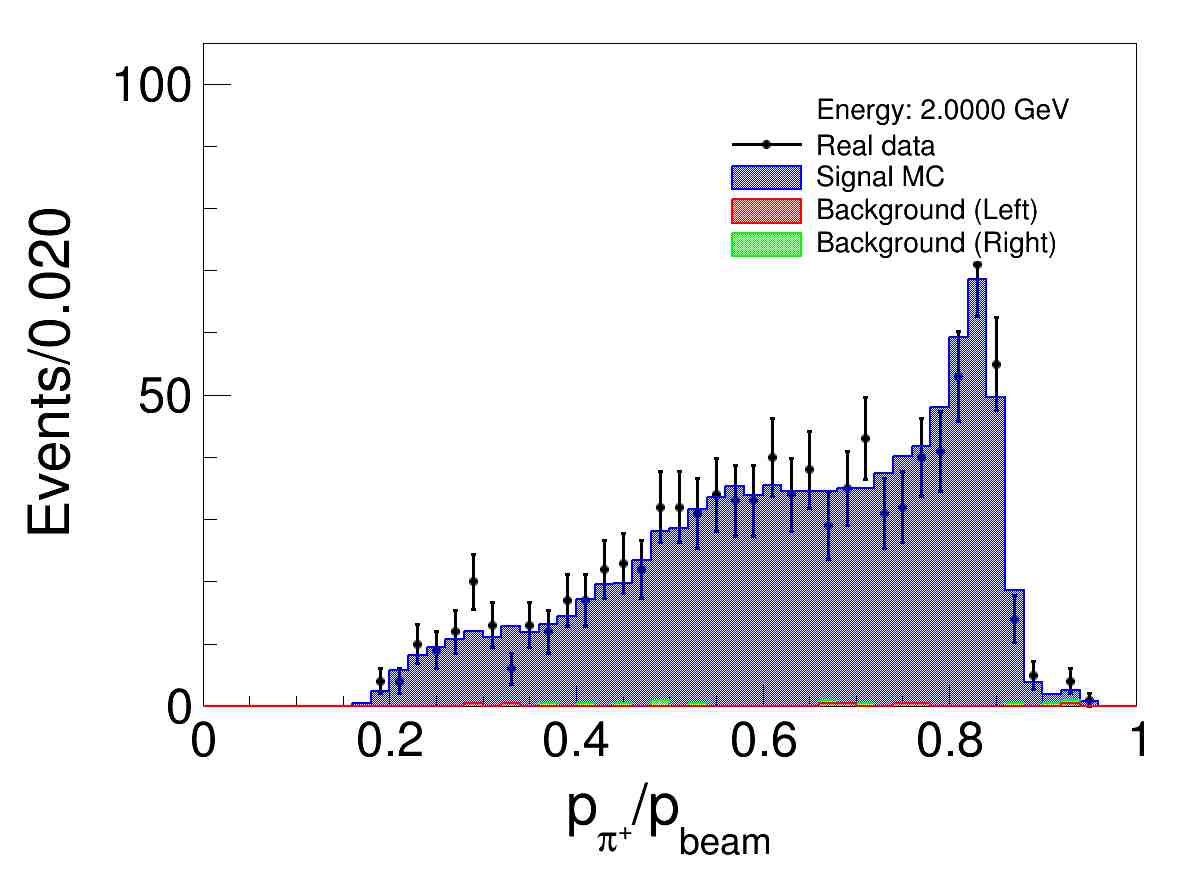 100
50
0
Events/0.020
Energy: 2.0000 GeV
Real data
Signal MC
Background (Left)
Background (Right)
0 0.2 0.4 0.6 0.8 1
p_π⁺/p_beam